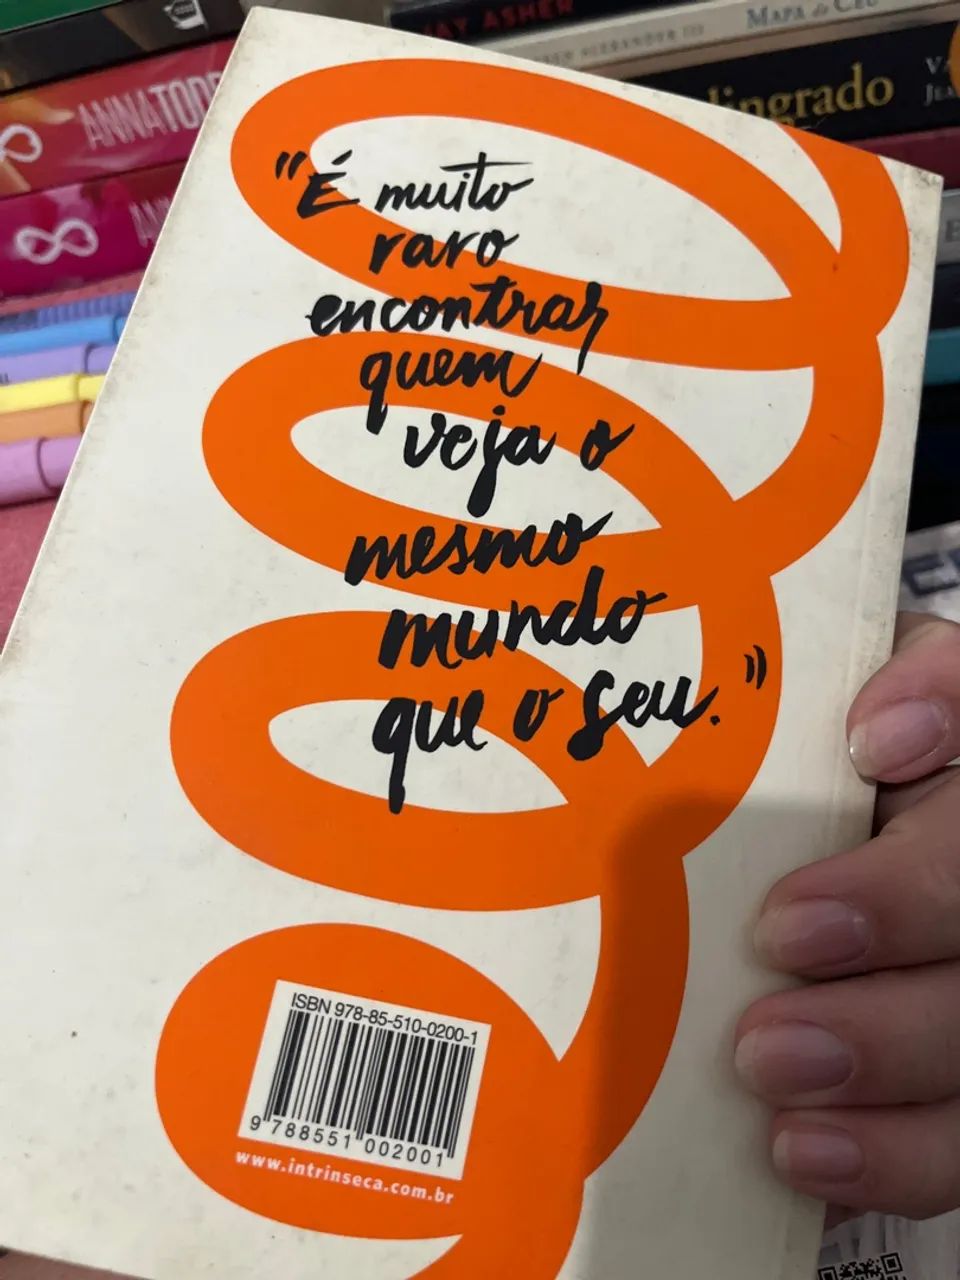 JAY ASHER
MAPA do CÉU
ANNA TODD
"É muito
raro
encontrar
quem
veja o
mesmo
mundo
que o seu."
ISBN 978-85-510-0200-1
9 788551 002001
www.intrinseca.com.br